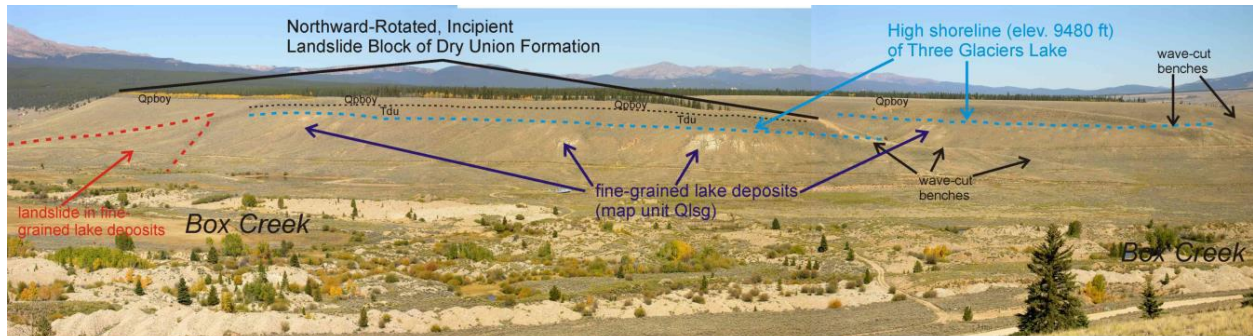 Northward-Rotated, Incipient
Landslide Block of Dry Union Formation
High shoreline (elev. 9480 ft)
of Three Glaciers Lake
wave-cut
benches
Qpboy
Qpboy
Qpboy
Qpboy
Tdu
Tdu
landslide in fine-
grained lake deposits
Box Creek
fine-grained lake deposits
(map unit Qlsg)
wave-cut
benches
Box Creek